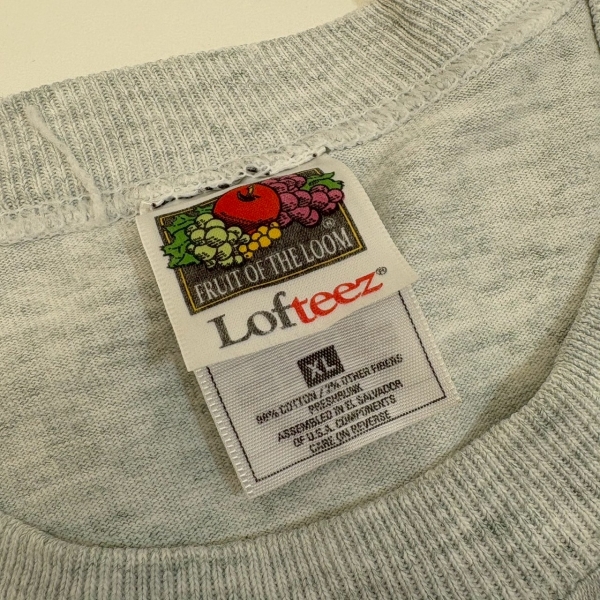 FRUIT OF THE LOOM®
Lofteez®
XL
98% COTTON / 2% OTHER FIBERS
PRESHRUNK
ASSEMBLED IN EL SALVADOR
OF U.S.A. COMPONENTS
CARE ON REVERSE